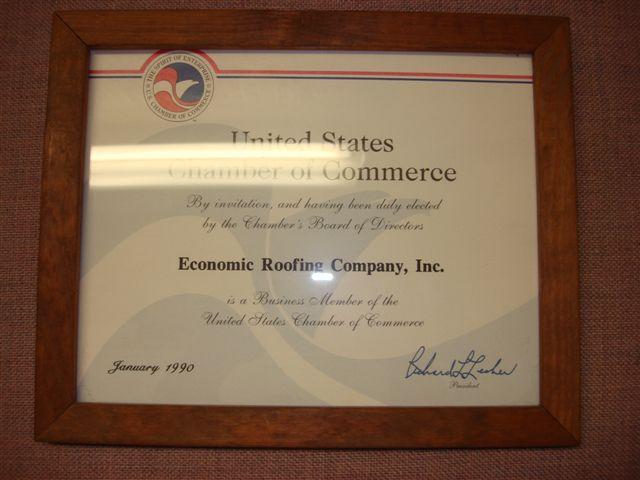 THE SPIRIT OF ENTERPRISE
U.S. CHAMBER OF COMMERCE
United States
Chamber of Commerce
By invitation, and having been duly elected
by the Chamber's Board of Directors
Economic Roofing Company, Inc.
is a Business Member of the
United States Chamber of Commerce
January 1990
Richard L. Lesher
President